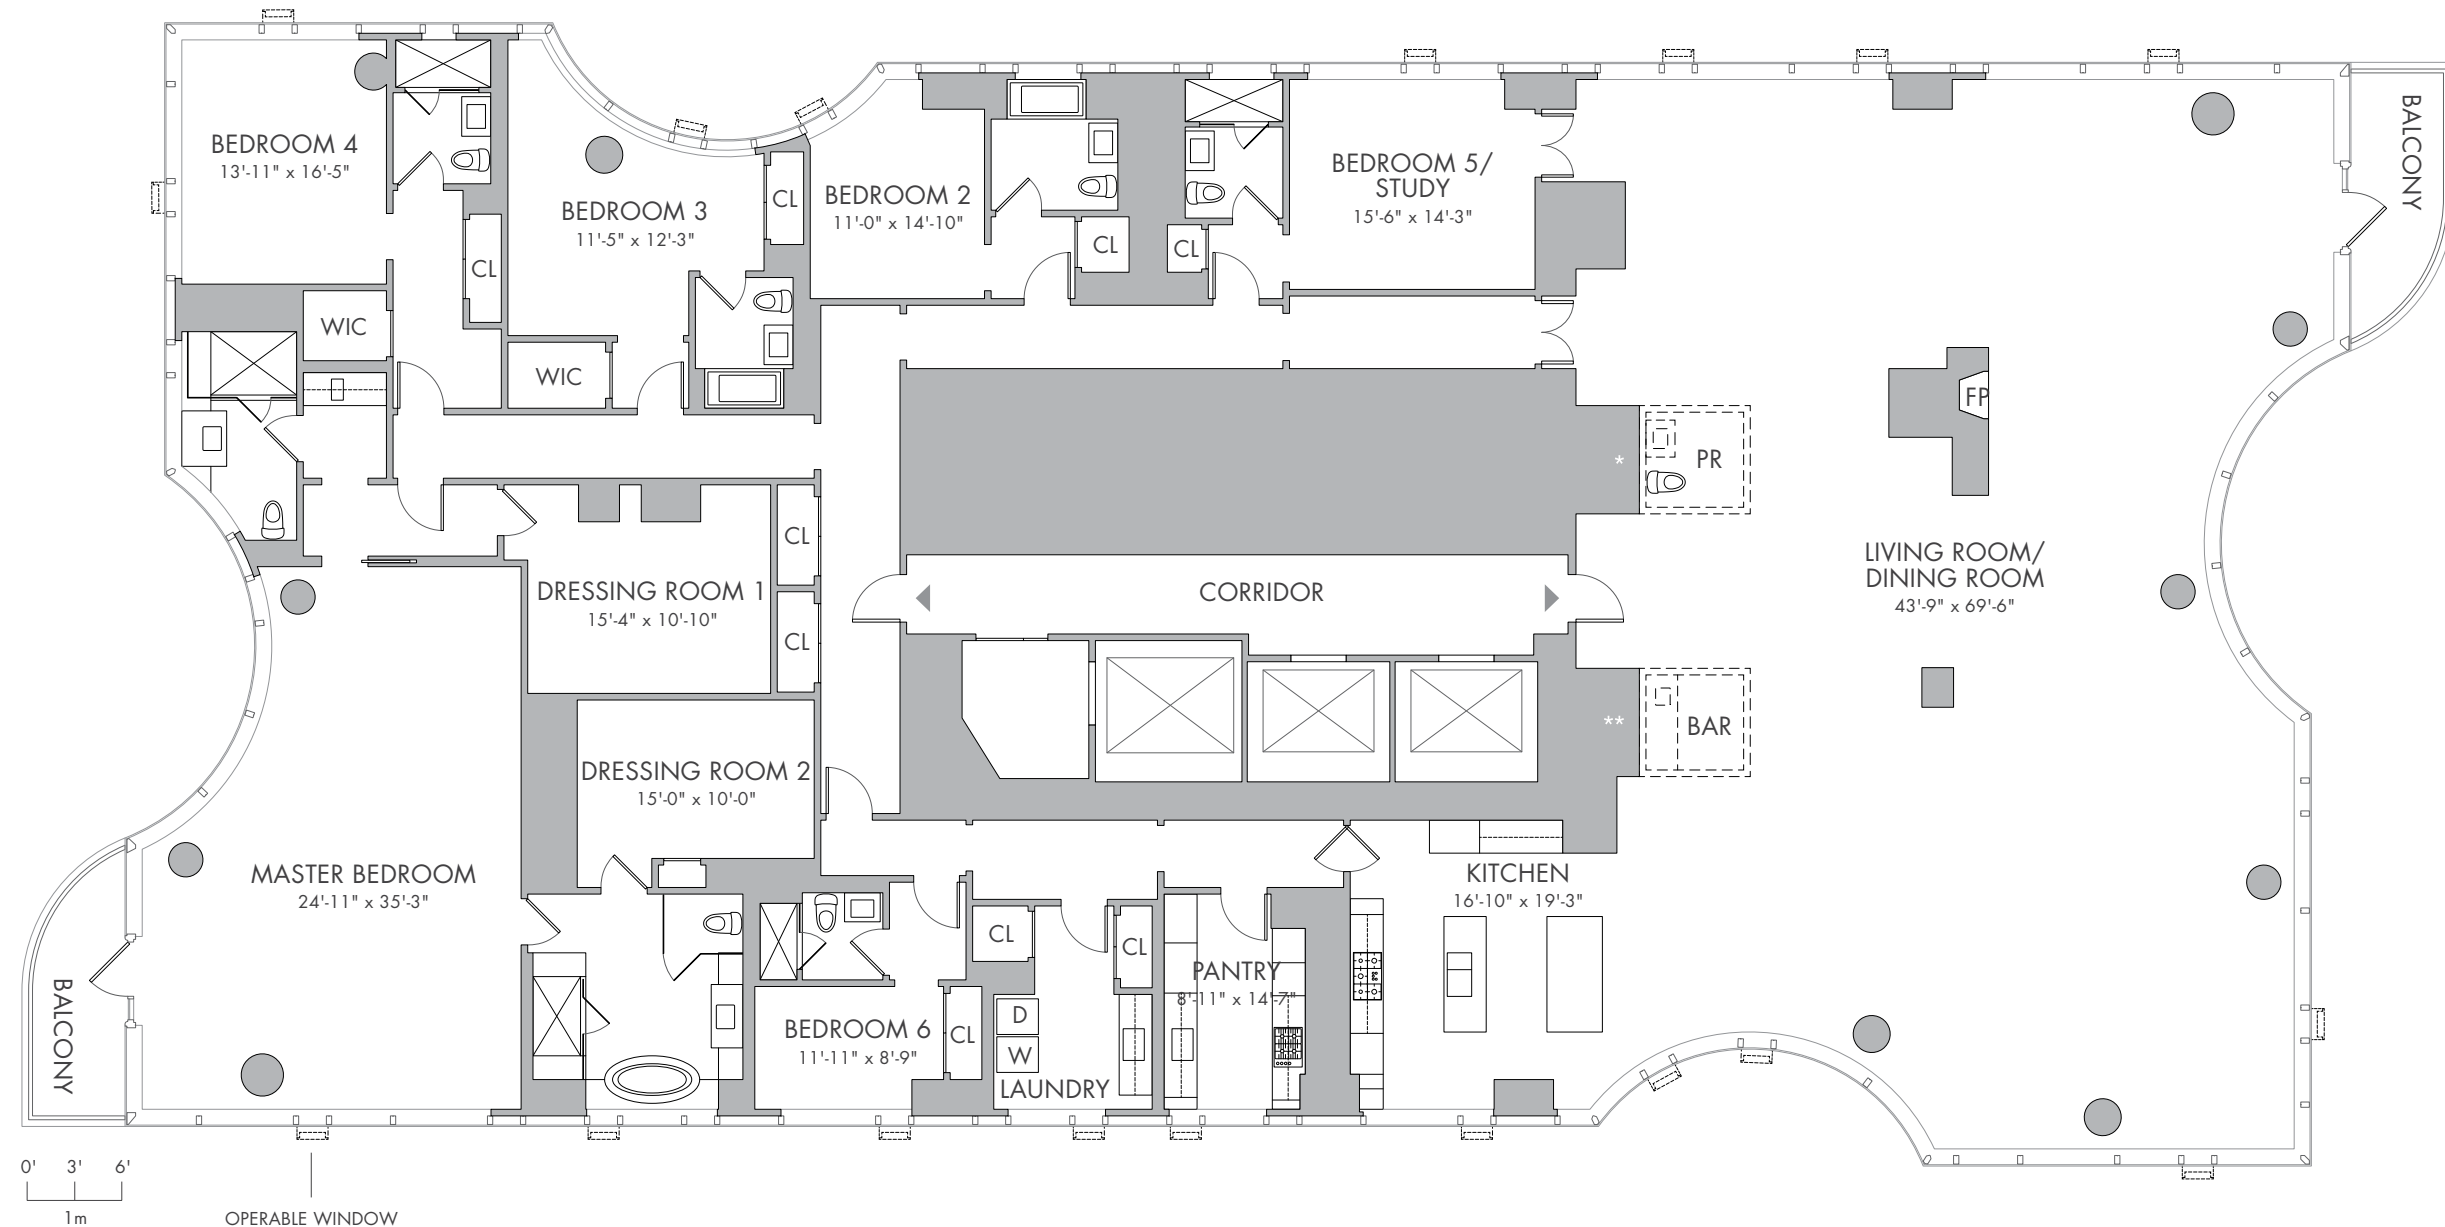 BALCONY
BEDROOM 4
13'-11" x 16'-5"
BEDROOM 3
11'-5" x 12'-3"
CL
BEDROOM 2
11'-0" x 14'-10"
CL
CL
BEDROOM 5/
STUDY
15'-6" x 14'-3"
CL
WIC
WIC
FP
*
PR
CL
CL
DRESSING ROOM 1
15'-4" x 10'-10"
CORRIDOR
LIVING ROOM/
DINING ROOM
43'-9" x 69'-6"
**
BAR
DRESSING ROOM 2
15'-0" x 10'-0"
MASTER BEDROOM
24'-11" x 35'-3"
KITCHEN
16'-10" x 19'-3"
CL
CL
PANTRY
8'-11" x 14'-7"
BALCONY
BEDROOM 6
11'-11" x 8'-9"
CL
D
W
LAUNDRY
0' 3' 6'
1m
OPERABLE WINDOW